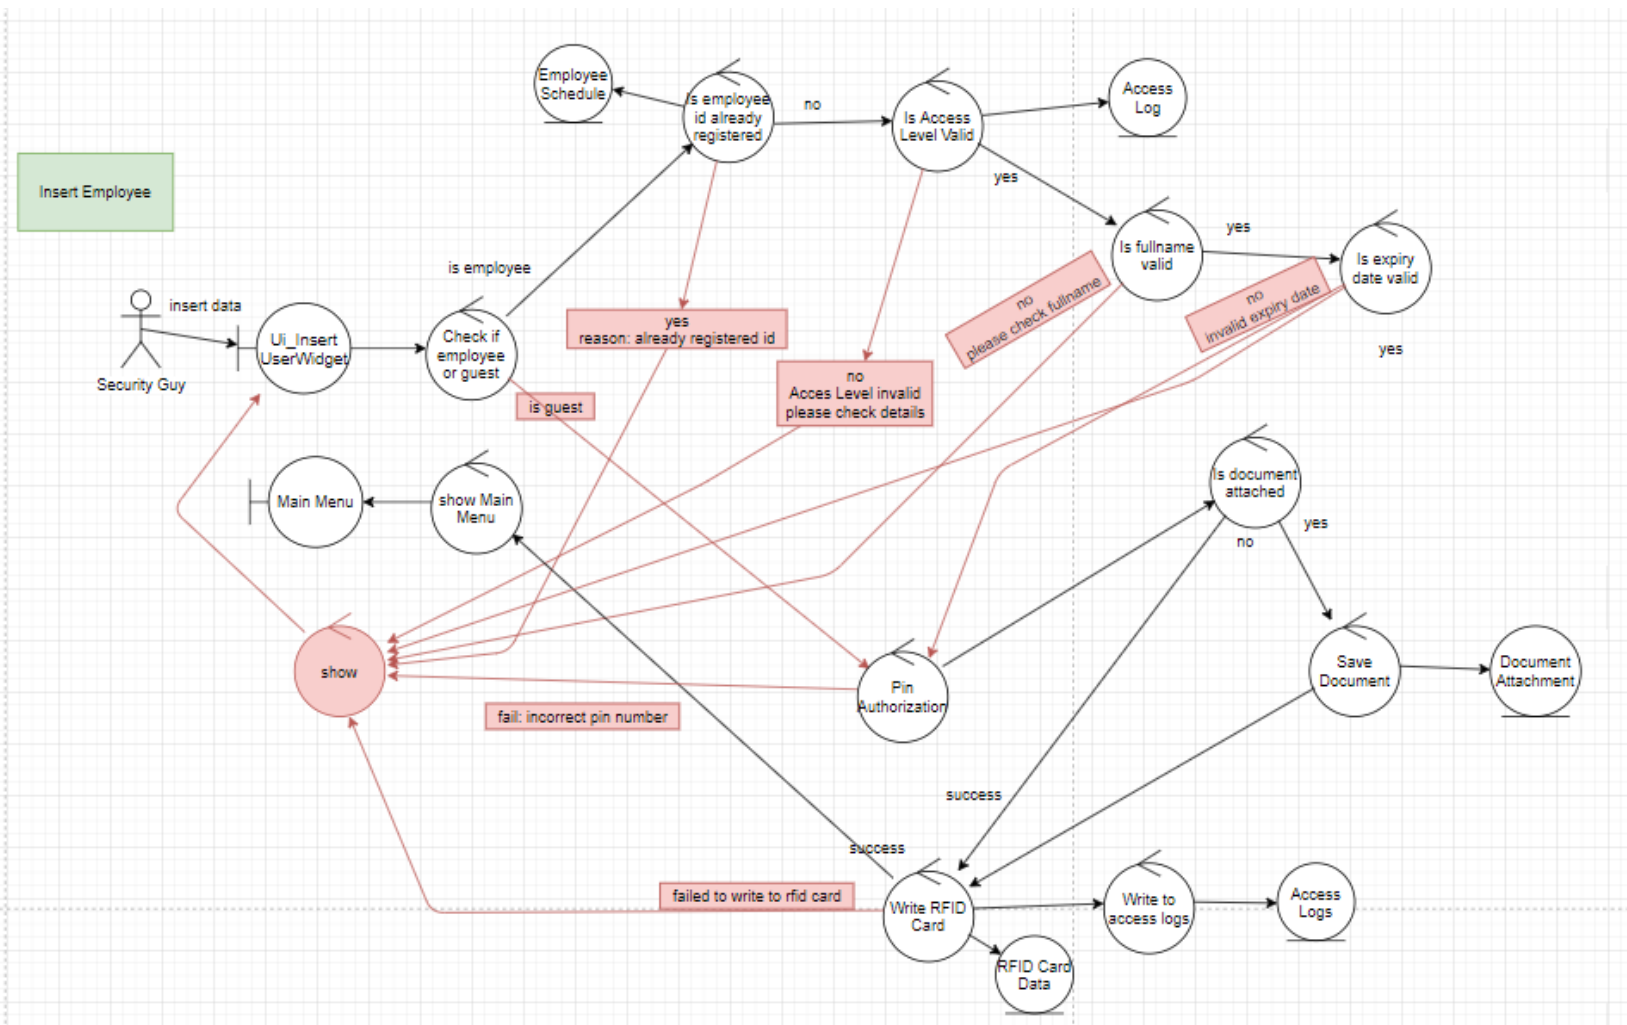 Employee
Schedule
Is employee
id already
registered
no
Is Access
Level Valid
Access
Log
Insert Employee
yes
Is fullname
valid
yes
Is expiry
date valid
is employee
no
please check fullname
no
invalid expiry date
insert data
Security Guy
Ui_Insert
UserWidget
Check if
employee
or guest
yes
reason: already registered id
yes
no
Acces Level invalid
please check details
is guest
Main Menu
show Main
Menu
Is document
attached
yes
no
show
Pin
Authorization
Save
Document
Document
Attachment
fail: incorrect pin number
success
success
failed to write to rfid card
Write RFID
Card
Write to
access logs
Access
Logs
RFID Card
Data